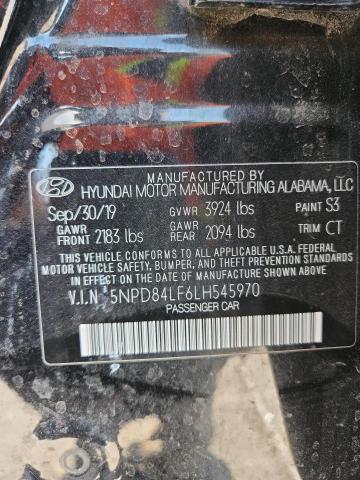 MANUFACTURED BY
HYUNDAI MOTOR MANUFACTURING ALABAMA, LLC
Sep/30/19 GVWR 3924 lbs PAINT S3
GAWR FRONT 2183 lbs GAWR REAR 2094 lbs TRIM CT
THIS VEHICLE CONFORMS TO ALL APPLICABLE U.S.A. FEDERAL
MOTOR VEHICLE SAFETY, BUMPER, AND THEFT PREVENTION STANDARDS
IN EFFECT ON THE DATE OF MANUFACTURE SHOWN ABOVE.
V.I.N 5NPD84LF6LH545970
PASSENGER CAR